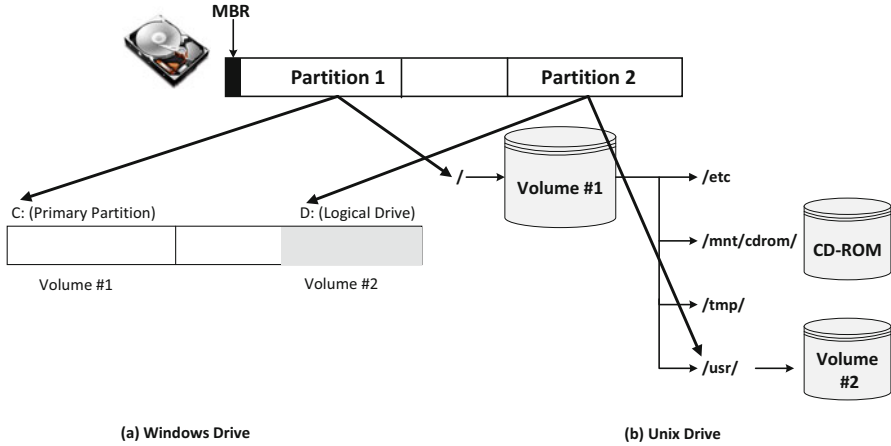 MBR
Partition 1
Partition 2
/
Volume #1
/etc
C: (Primary Partition)
D: (Logical Drive)
/mnt/cdrom/
CD-ROM
Volume #1
Volume #2
/tmp/
/usr/
Volume
#2
(a) Windows Drive
(b) Unix Drive